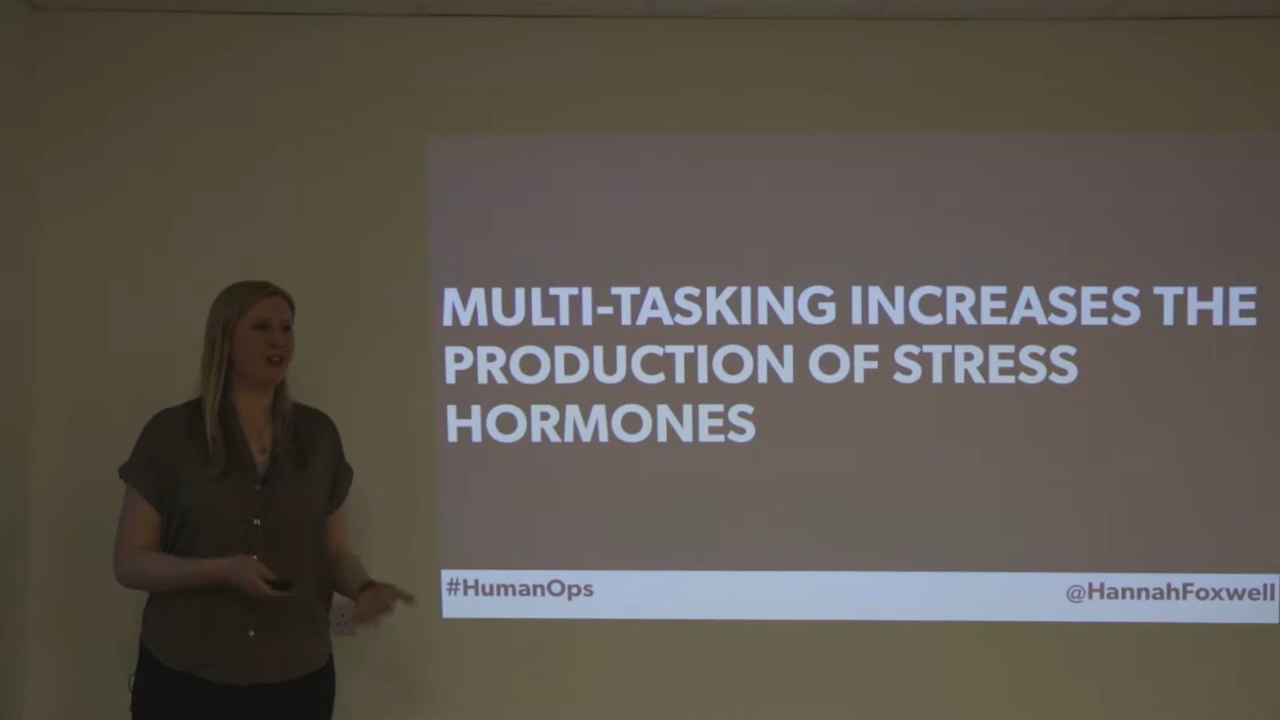 MULTI-TASKING INCREASES THE
PRODUCTION OF STRESS
HORMONES
#HumanOps
@HannahFoxwell